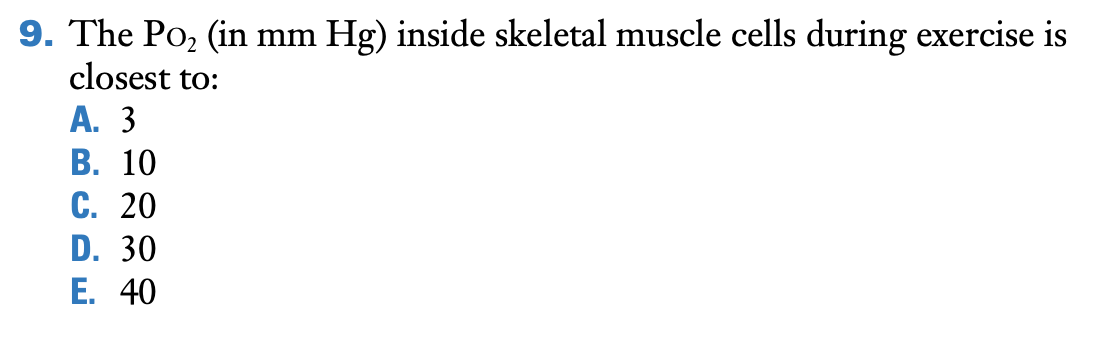 9. The Po₂ (in mm Hg) inside skeletal muscle cells during exercise is
closest to:
A. 3
B. 10
C. 20
D. 30
E. 40